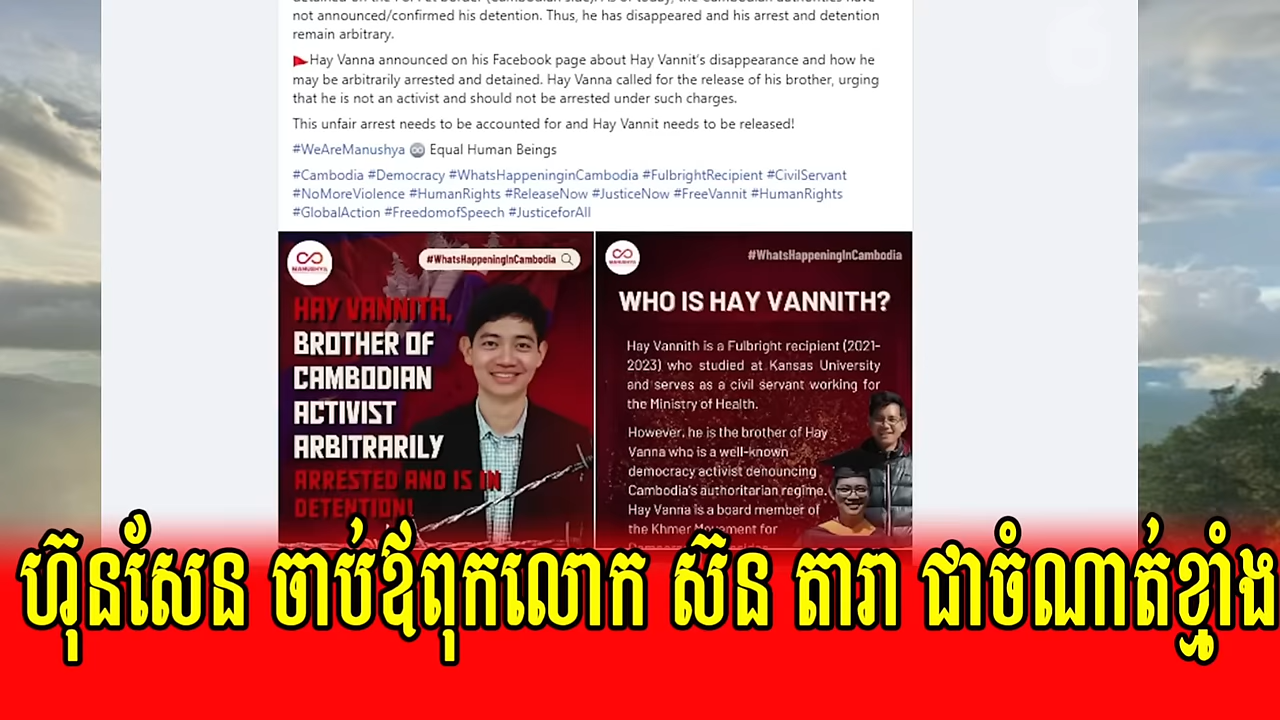 not announced/confirmed his detention. Thus, he has disappeared and his arrest and detention
remain arbitrary.
Hay Vanna announced on his Facebook page about Hay Vannit's disappearance and how he
may be arbitrarily arrested and detained. Hay Vanna called for the release of his brother, urging
that he is not an activist and should not be arrested under such charges.
This unfair arrest needs to be accounted for and Hay Vannit needs to be released!
#WeAreManushya ♾ Equal Human Beings
#Cambodia #Democracy #WhatsHappeninginCambodia #FulbrightRecipient #CivilServant
#NoMoreViolence #HumanRights #ReleaseNow #JusticeNow #FreeVannit #HumanRights
#GlobalAction #FreedomofSpeech #JusticeforAll
MANUSHYA
#WhatsHappeningInCambodia
HAY VANNITH,
BROTHER OF
CAMBODIAN
ACTIVIST
ARBITRARILY
ARRESTED AND IS IN
DETENTION!
MANUSHYA
#WhatsHappeningInCambodia
WHO IS HAY VANNITH?
Hay Vannith is a Fulbright recipient (2021-
2023) who studied at Kansas University
and serves as a civil servant working for
the Ministry of Health.
However, he is the brother of Hay
Vanna who is a well-known
democracy activist denouncing
Cambodia's authoritarian regime.
Hay Vanna is a board member of
the Khmer Movement for
ហ៊ុនសែន ចាប់ឪពុកលោក ស៊ន តារា ជាចំណាត់ខ្មាំង